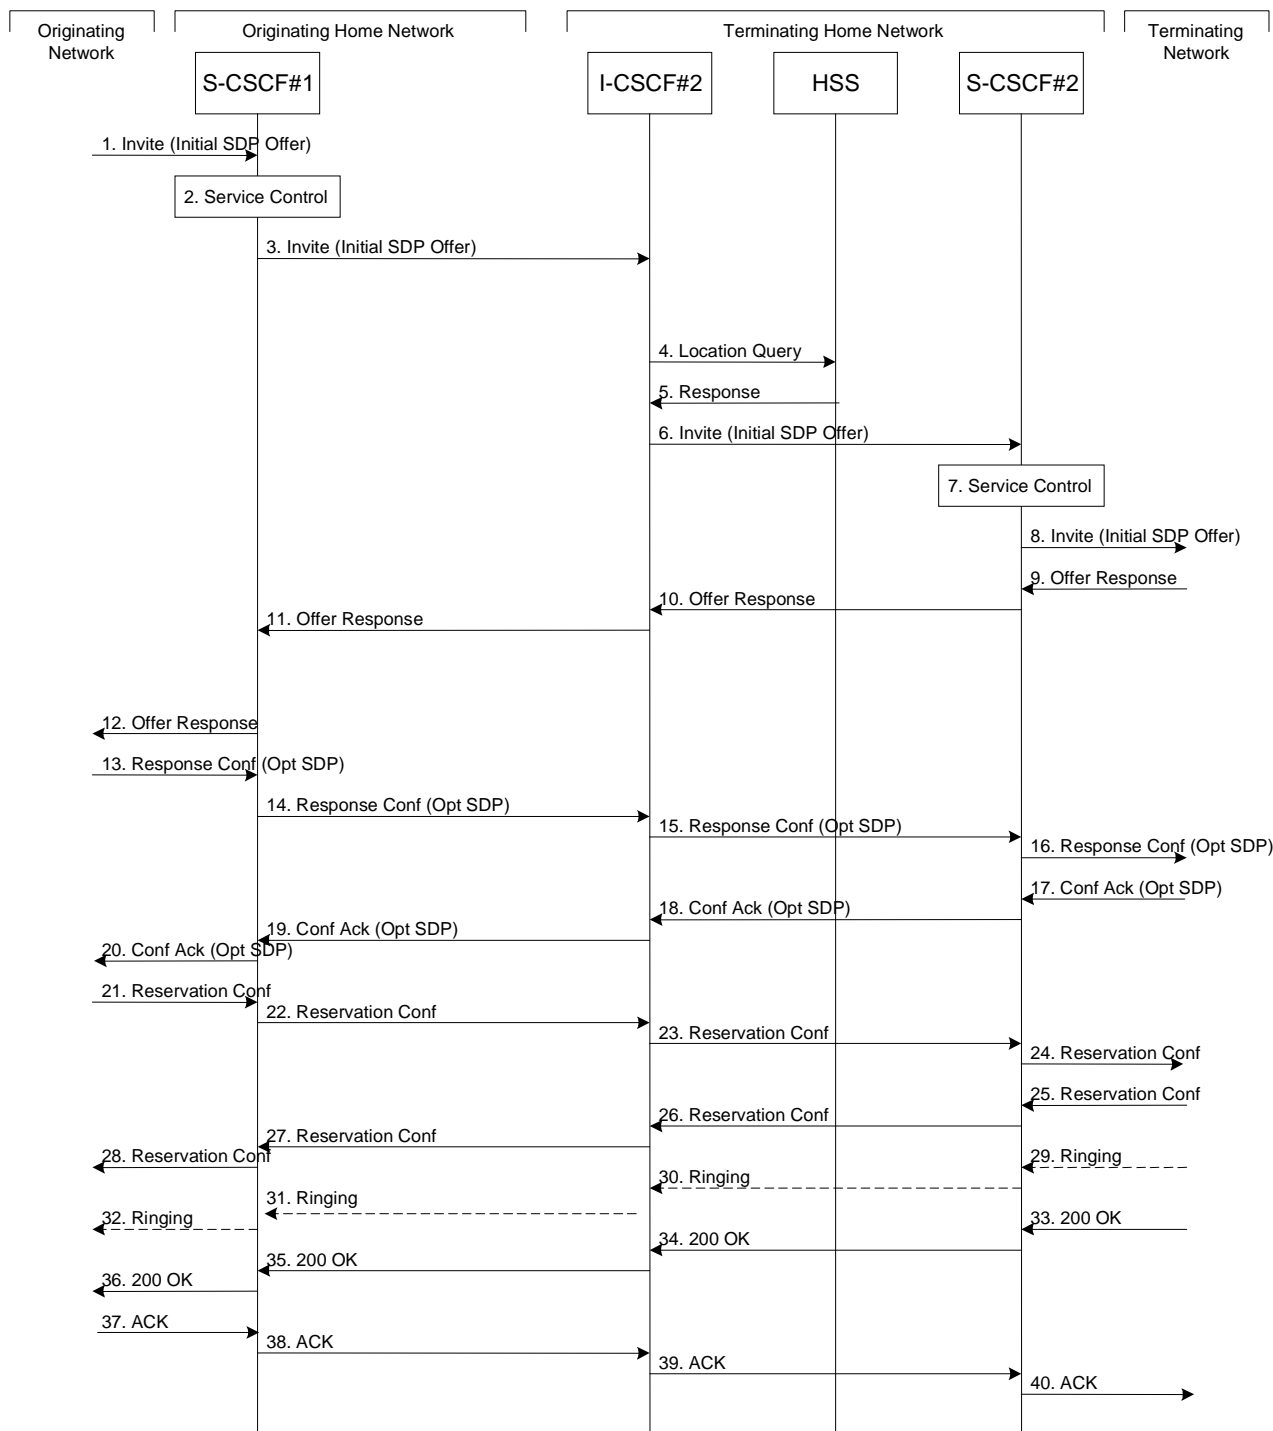 Originating
Network
Originating Home Network
Terminating Home Network
Terminating
Network
S-CSCF#1
I-CSCF#2
HSS
S-CSCF#2
1. Invite (Initial SDP Offer)
2. Service Control
3. Invite (Initial SDP Offer)
4. Location Query
5. Response
6. Invite (Initial SDP Offer)
7. Service Control
8. Invite (Initial SDP Offer)
9. Offer Response
10. Offer Response
11. Offer Response
12. Offer Response
13. Response Conf (Opt SDP)
14. Response Conf (Opt SDP)
15. Response Conf (Opt SDP)
16. Response Conf (Opt SDP)
17. Conf Ack (Opt SDP)
18. Conf Ack (Opt SDP)
19. Conf Ack (Opt SDP)
20. Conf Ack (Opt SDP)
21. Reservation Conf
22. Reservation Conf
23. Reservation Conf
24. Reservation Conf
25. Reservation Conf
26. Reservation Conf
27. Reservation Conf
28. Reservation Conf
29. Ringing
30. Ringing
31. Ringing
32. Ringing
33. 200 OK
34. 200 OK
35. 200 OK
36. 200 OK
37. ACK
38. ACK
39. ACK
40. ACK